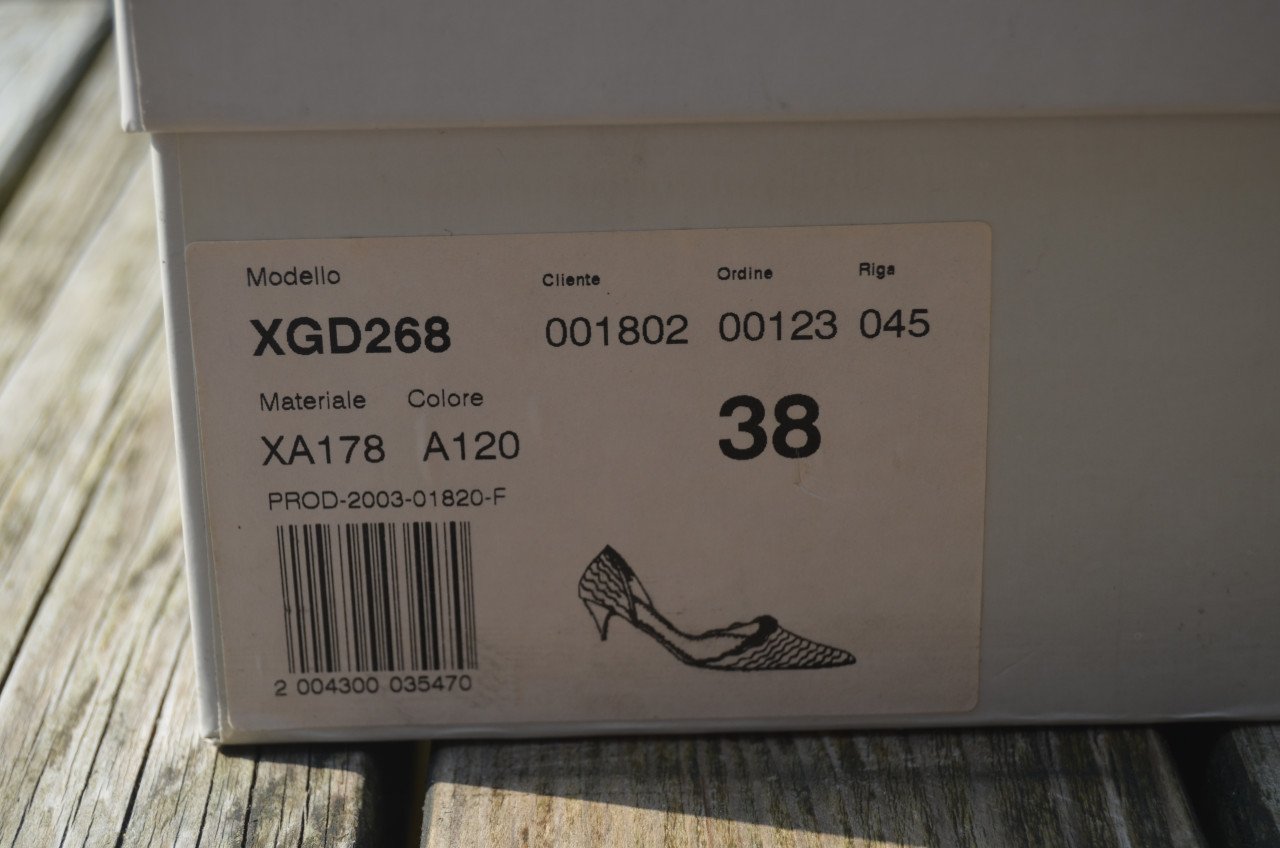 Modello Cliente Ordine Riga
XGD268 001802 00123 045
Materiale Colore
XA178 A120 38
PROD-2003-01820-F
2 004300 035470